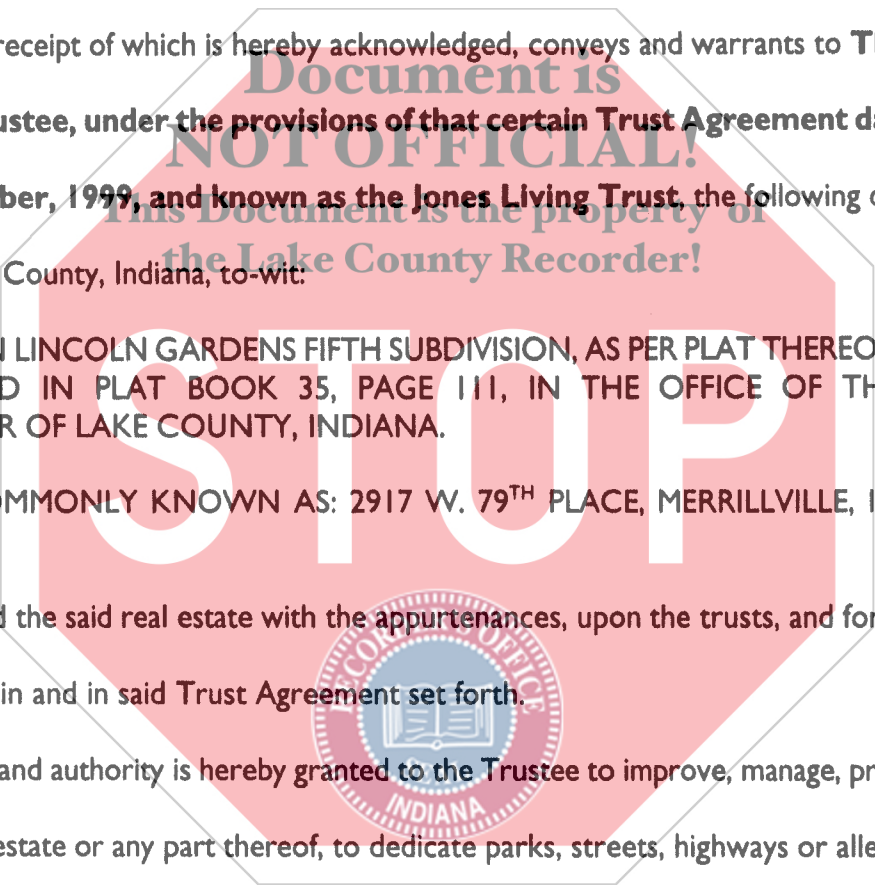 receipt of which is hereby acknowledged, conveys and warrants to T
Document is
ustee, under the provisions of that certain Trust Agreement da
NOT OFFICIAL!
ber, 1999, and known as the Jones Living Trust, the following
This Document is the property of
the Lake County Recorder!
County, Indiana, to-wit:
STOP
LINCOLN GARDENS FIFTH SUBDIVISION, AS PER PLAT THEREO
D IN PLAT BOOK 35, PAGE 111, IN THE OFFICE OF TH
R OF LAKE COUNTY, INDIANA.
OMMONLY KNOWN AS: 2917 W. 79TH PLACE, MERRILLVILLE, I
the said real estate with the appurtenances, upon the trusts, and for
RECORDER'S OFFICE
in and in said Trust Agreement set forth.
and authority is hereby granted to the Trustee to improve, manage, pr
INDIANA
estate or any part thereof, to dedicate parks, streets, highways or alle